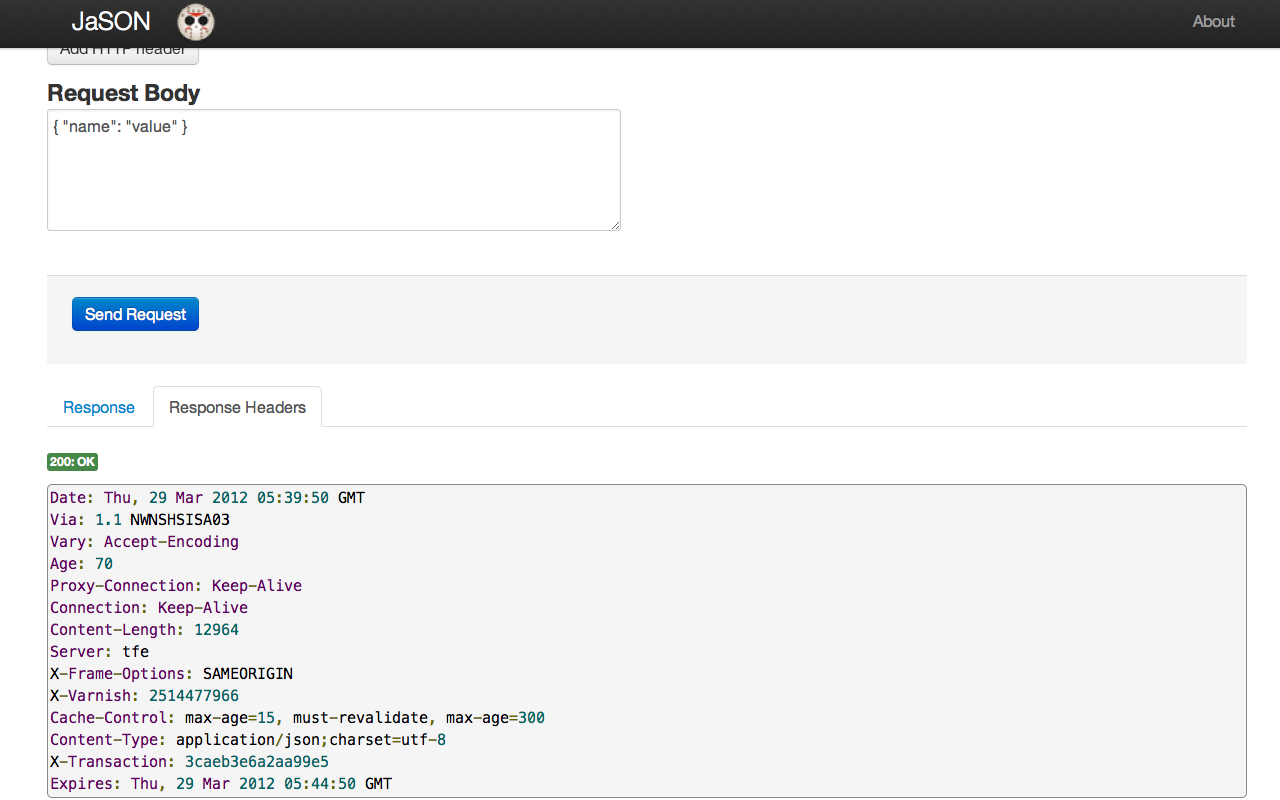 JaSON
About
Add HTTP header
Request Body
{ "name": "value" }
Send Request
Response
Response Headers
200: OK
Date: Thu, 29 Mar 2012 05:39:50 GMT
Via: 1.1 NWNSHSISA03
Vary: Accept-Encoding
Age: 70
Proxy-Connection: Keep-Alive
Connection: Keep-Alive
Content-Length: 12964
Server: tfe
X-Frame-Options: SAMEORIGIN
X-Varnish: 2514477966
Cache-Control: max-age=15, must-revalidate, max-age=300
Content-Type: application/json;charset=utf-8
X-Transaction: 3caeb3e6a2aa99e5
Expires: Thu, 29 Mar 2012 05:44:50 GMT